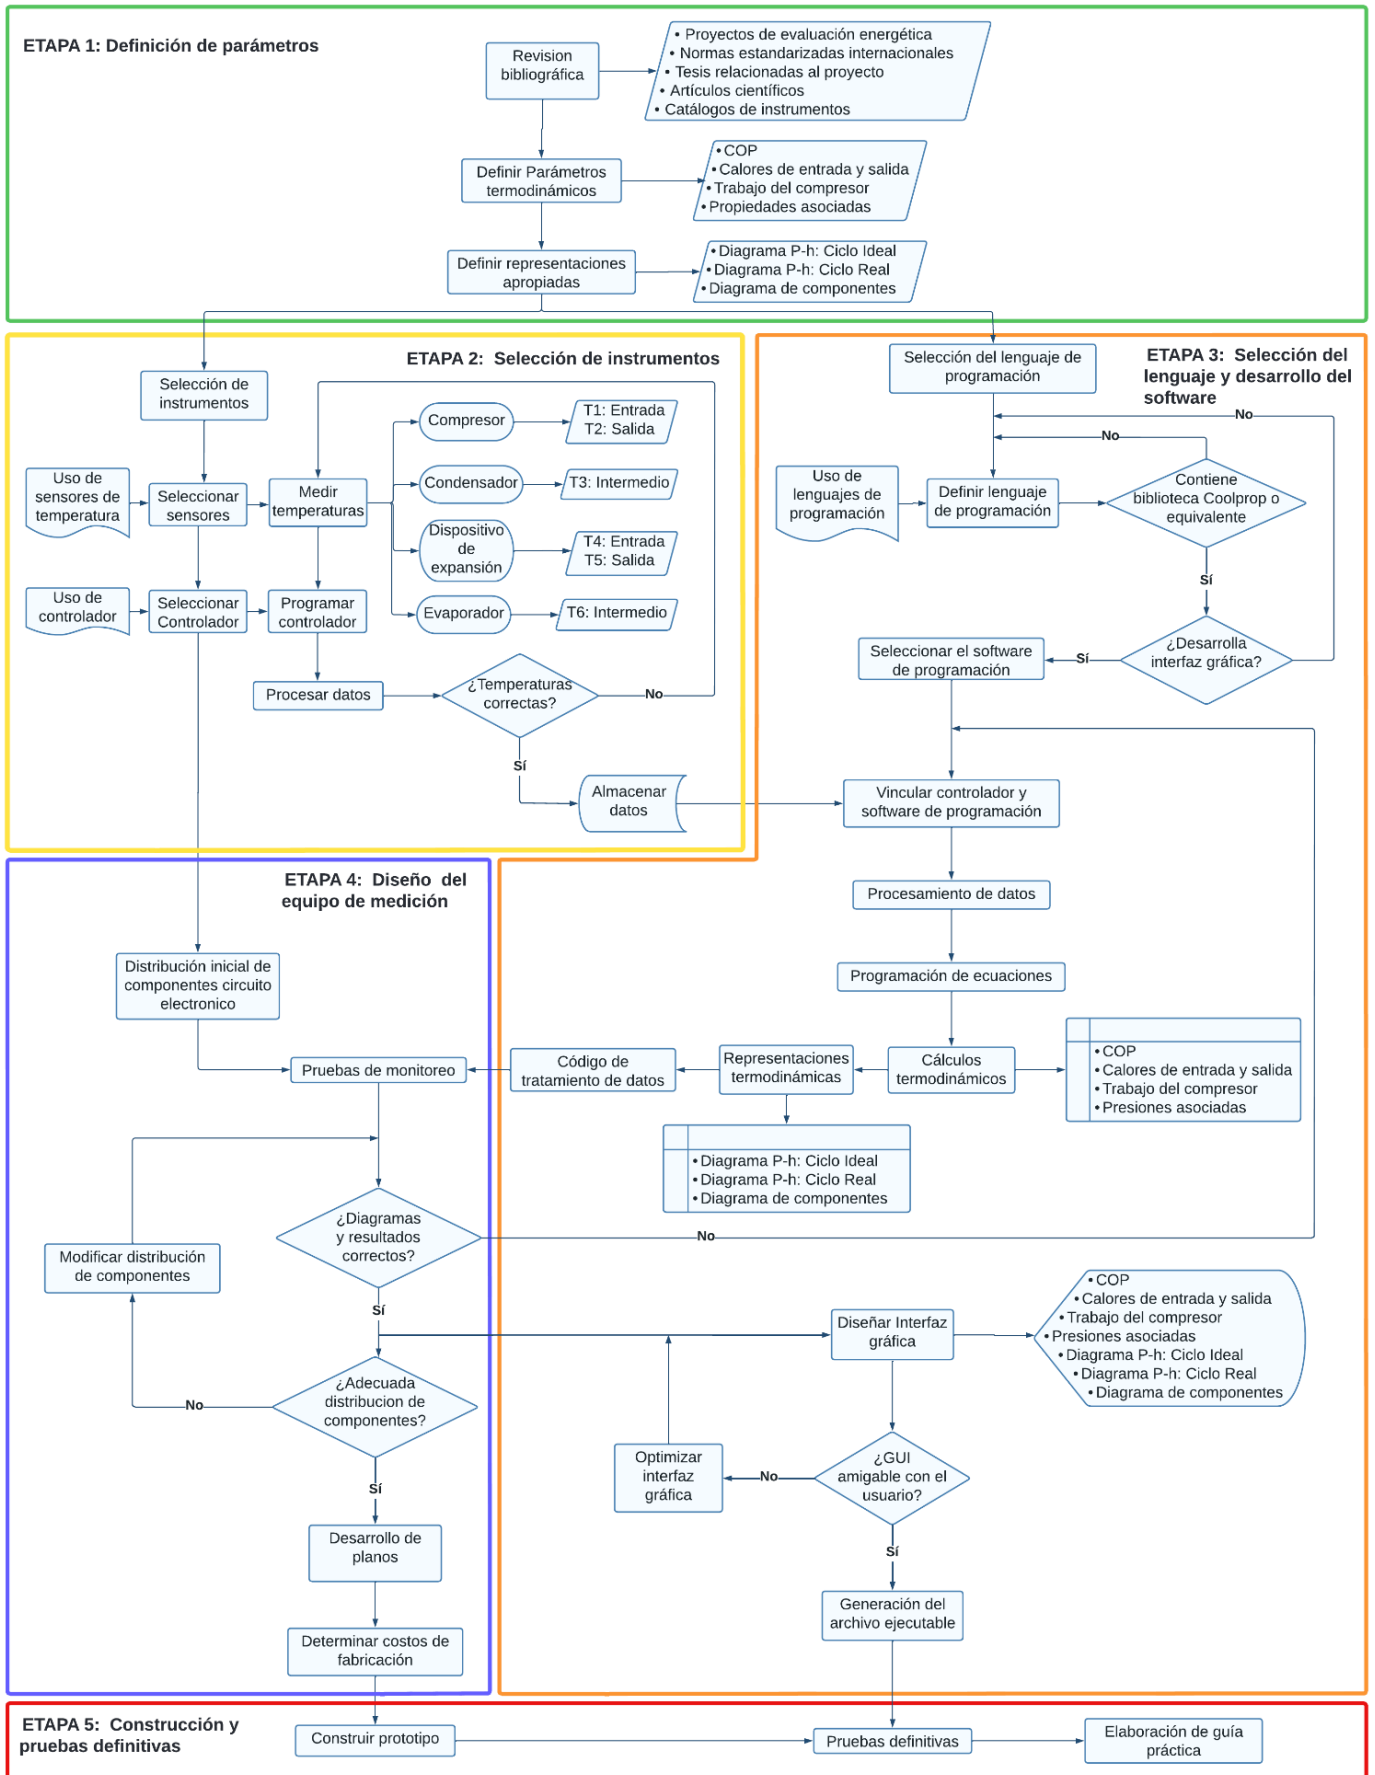 ETAPA 1: Definición de parámetros
Revision
bibliográfica
• Proyectos de evaluación energética
• Normas estandarizadas internacionales
• Tesis relacionadas al proyecto
• Artículos científicos
• Catálogos de instrumentos
Definir Parámetros
termodinámicos
• COP
• Calores de entrada y salida
• Trabajo del compresor
• Propiedades asociadas
Definir representaciones
apropiadas
• Diagrama P-h: Ciclo Ideal
• Diagrama P-h: Ciclo Real
• Diagrama de componentes
ETAPA 2: Selección de instrumentos
Selección de
instrumentos
Uso de
sensores de
temperatura
Seleccionar
sensores
Medir
temperaturas
Compresor
T1: Entrada
T2: Salida
Condensador
T3: Intermedio
Dispositivo
de
expansión
T4: Entrada
T5: Salida
Evaporador
T6: Intermedio
Uso de
controlador
Seleccionar
Controlador
Programar
controlador
Procesar datos
¿Temperaturas
correctas?
No
Sí
Almacenar
datos
ETAPA 3: Selección del
lenguaje y desarrollo del
software
Selección del lenguaje de
programación
No
No
Uso de
lenguajes de
programación
Definir lenguaje
de programación
Contiene
biblioteca Coolprop o
equivalente
Sí
¿Desarrolla
interfaz gráfica?
Sí
Seleccionar el software
de programación
Vincular controlador y
software de programación
Procesamiento de datos
Programación de ecuaciones
Cálculos
termodinámicos
• COP
• Calores de entrada y salida
• Trabajo del compresor
• Presiones asociadas
Representaciones
termodinámicas
Código de
tratamiento de datos
• Diagrama P-h: Ciclo Ideal
• Diagrama P-h: Ciclo Real
• Diagrama de componentes
ETAPA 4: Diseño del
equipo de medición
Distribución inicial de
componentes circuito
electronico
Pruebas de monitoreo
¿Diagramas
y resultados
correctos?
No
Modificar distribución
de componentes
Sí
¿Adecuada
distribucion de
componentes?
No
Sí
Desarrollo de
planos
Determinar costos de
fabricación
Diseñar Interfaz
gráfica
• COP
• Calores de entrada y salida
• Trabajo del compresor
• Presiones asociadas
• Diagrama P-h: Ciclo Ideal
• Diagrama P-h: Ciclo Real
• Diagrama de componentes
Optimizar
interfaz
gráfica
No
¿GUI
amigable con el
usuario?
Sí
Generación del
archivo ejecutable
ETAPA 5: Construcción y
pruebas definitivas
Construir prototipo
Pruebas definitivas
Elaboración de guía
práctica